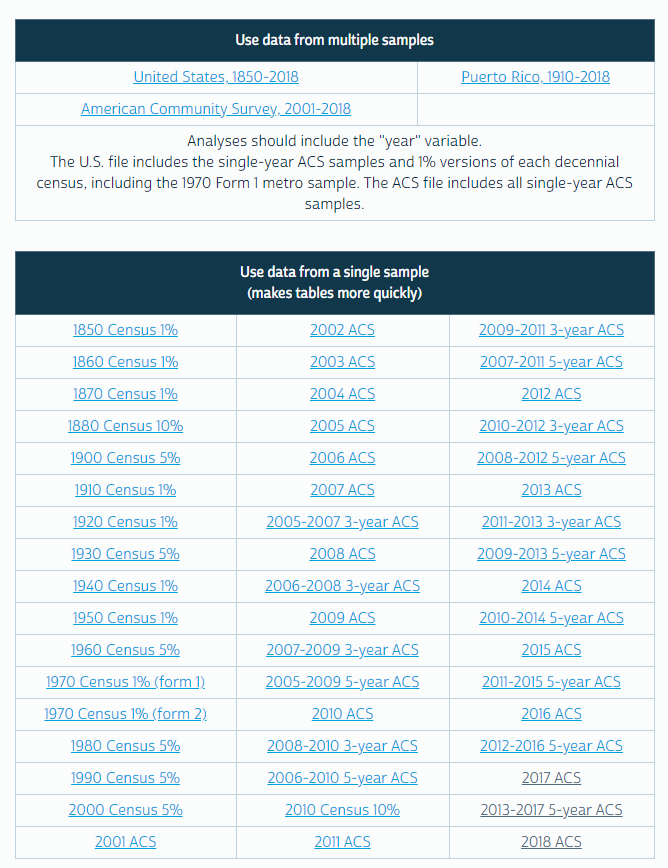 Use data from multiple samples
United States, 1850-2018 Puerto Rico, 1910-2018
American Community Survey, 2001-2018
Analyses should include the "year" variable.
The U.S. file includes the single-year ACS samples and 1% versions of each decennial
census, including the 1970 Form 1 metro sample. The ACS file includes all single-year ACS
samples.
Use data from a single sample
(makes tables more quickly)
1850 Census 1% 2002 ACS 2009-2011 3-year ACS
1860 Census 1% 2003 ACS 2007-2011 5-year ACS
1870 Census 1% 2004 ACS 2012 ACS
1880 Census 10% 2005 ACS 2010-2012 3-year ACS
1900 Census 5% 2006 ACS 2008-2012 5-year ACS
1910 Census 1% 2007 ACS 2013 ACS
1920 Census 1% 2005-2007 3-year ACS 2011-2013 3-year ACS
1930 Census 5% 2008 ACS 2009-2013 5-year ACS
1940 Census 1% 2006-2008 3-year ACS 2014 ACS
1950 Census 1% 2009 ACS 2010-2014 5-year ACS
1960 Census 5% 2007-2009 3-year ACS 2015 ACS
1970 Census 1% (form 1) 2005-2009 5-year ACS 2011-2015 5-year ACS
1970 Census 1% (form 2) 2010 ACS 2016 ACS
1980 Census 5% 2008-2010 3-year ACS 2012-2016 5-year ACS
1990 Census 5% 2006-2010 5-year ACS 2017 ACS
2000 Census 5% 2010 Census 10% 2013-2017 5-year ACS
2001 ACS 2011 ACS 2018 ACS